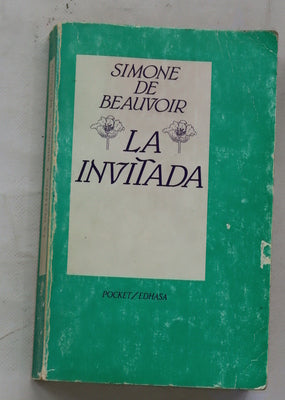 SIMONE
DE
BEAUVOIR
LA
INVITADA
POCKET/EDHASA